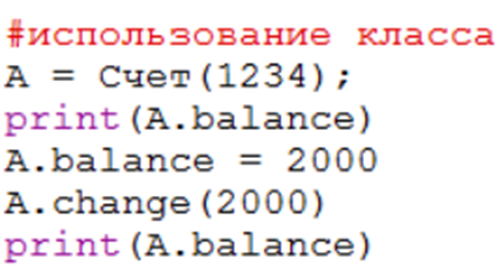 #использование класса
A = Счет(1234);
print(A.balance)
A.balance = 2000
A.change(2000)
print(A.balance)